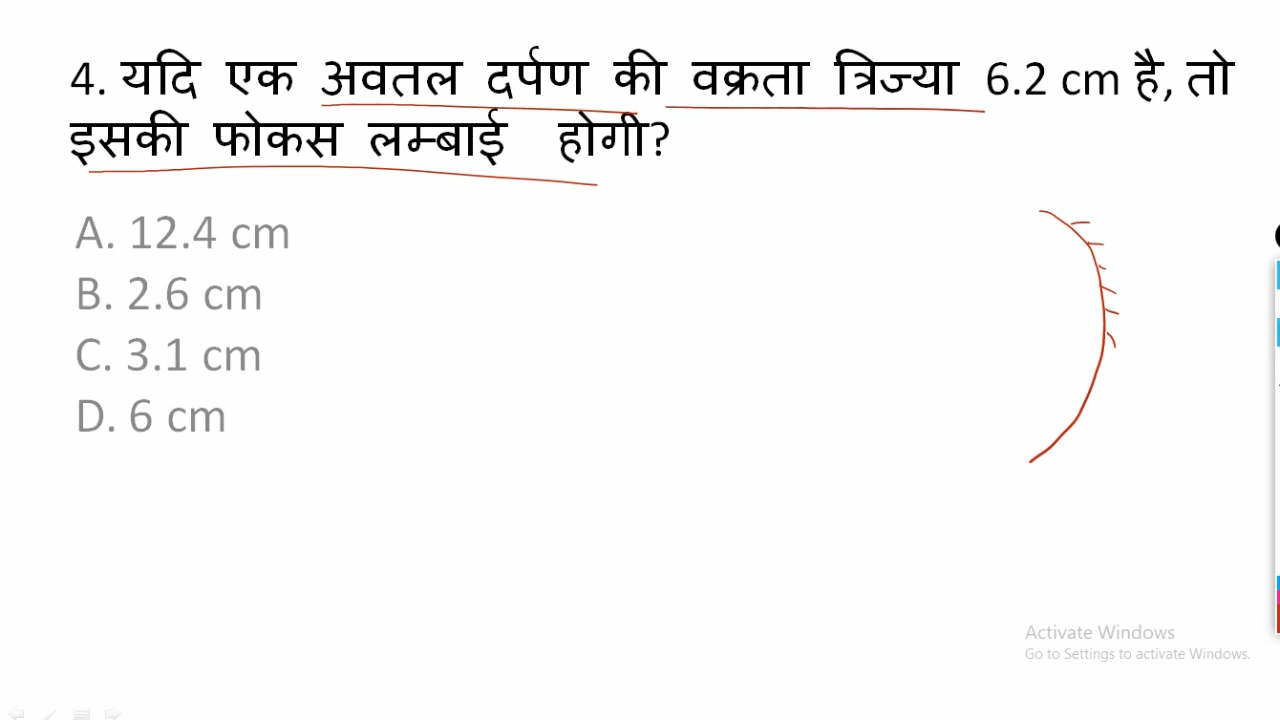 4. यदि एक अवतल दर्पण की वक्रता त्रिज्या 6.2 cm है, तो
इसकी फोकस लम्बाई होगी?
A. 12.4 cm
B. 2.6 cm
C. 3.1 cm
D. 6 cm
Activate Windows
Go to Settings to activate Windows.